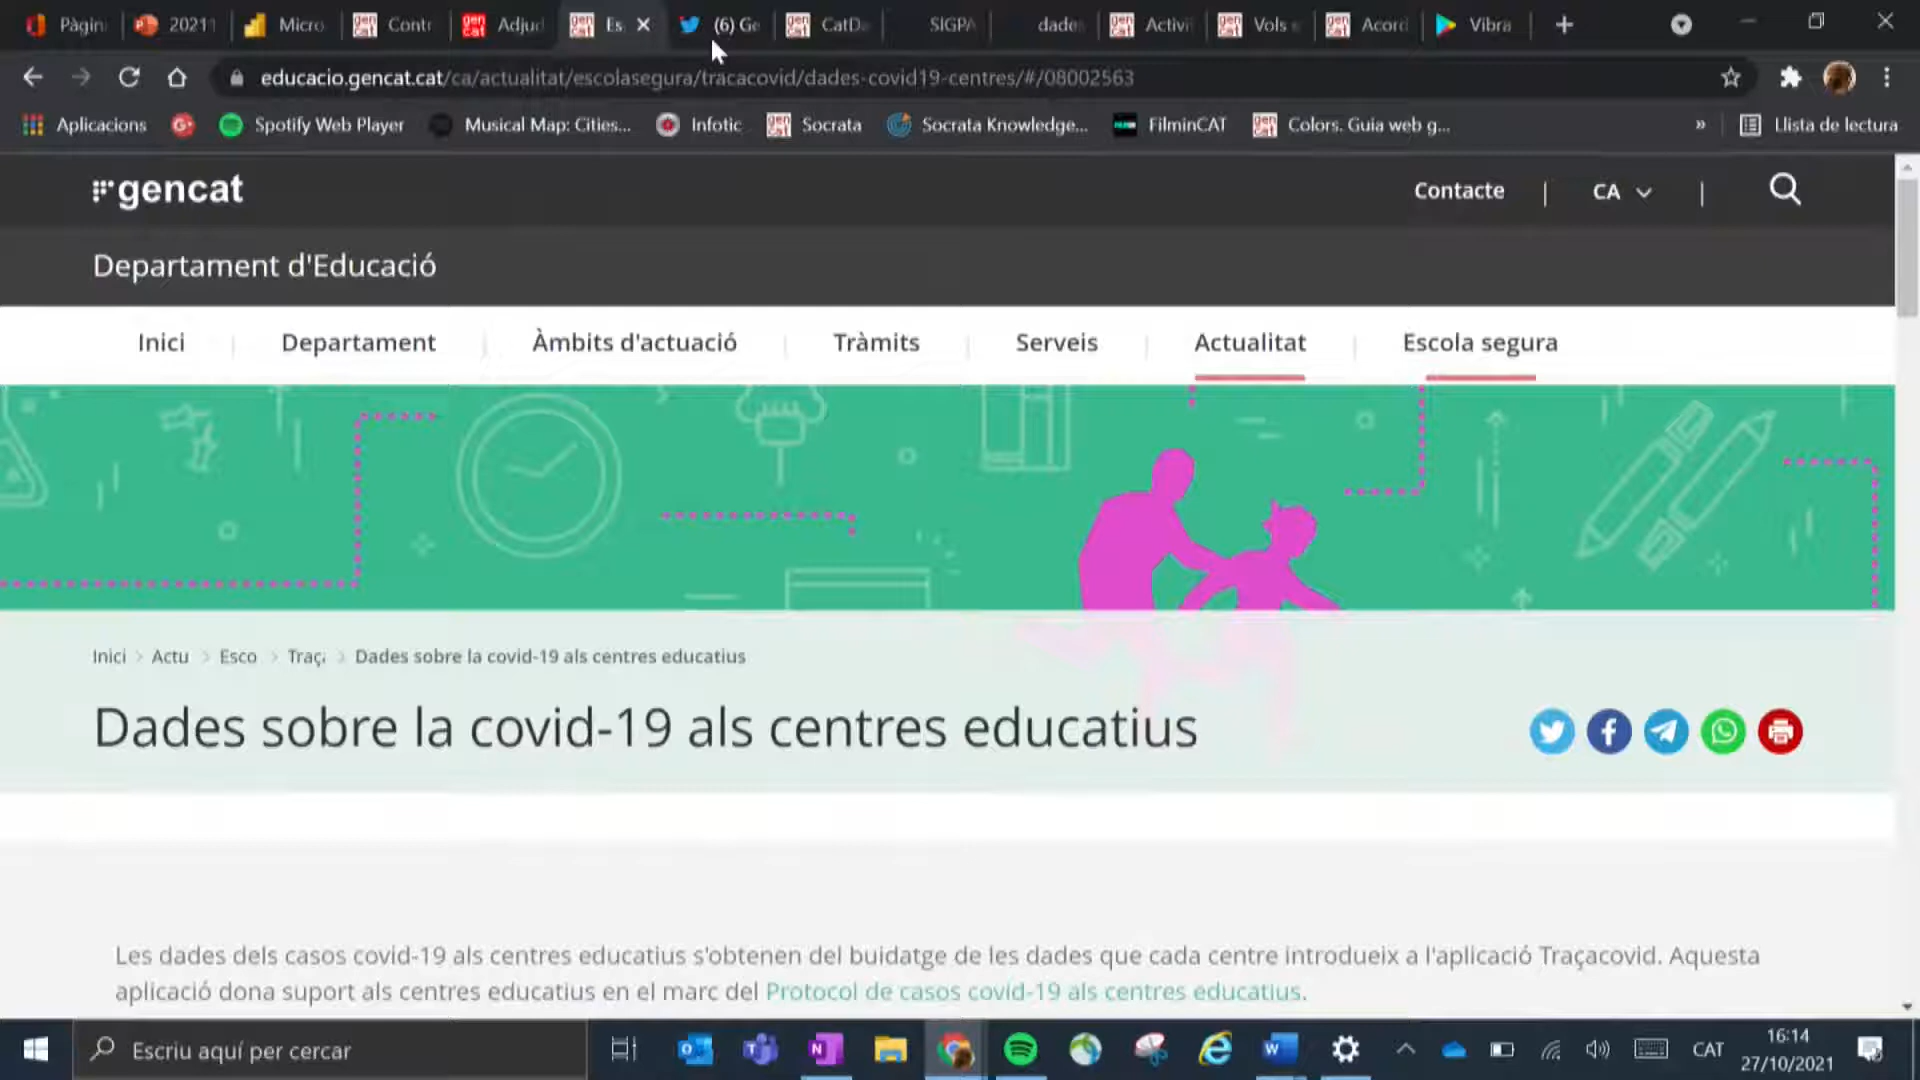 Pàgin
20211
Micro
Contr
Adjud
Es
(6) Ge
CatDa
SIGPA
dades
Activi
Vols e
Acord
Vibra
educacio.gencat.cat/ca/actualitat/escolasegura/tracacovid/dades-covid19-centres/#/08002563
Aplicacions
Spotify Web Player
Musical Map: Cities...
Infotic
Socrata
Socrata Knowledge...
FilminCAT
Colors. Guia web g...
»
Llista de lectura
gencat
Contacte | CA |
Departament d'Educació
Inici
Departament
Àmbits d'actuació
Tràmits
Serveis
Actualitat
Escola segura
Inici > Actu > Esco > Traça > Dades sobre la covid-19 als centres educatius
Dades sobre la covid-19 als centres educatius
Les dades dels casos covid-19 als centres educatius s'obtenen del buidatge de les dades que cada centre introdueix a l'aplicació Traçacovid. Aquesta
aplicació dona suport als centres educatius en el marc del Protocol de casos covid-19 als centres educatius.
Escriu aquí per cercar
CAT
16:14
27/10/2021